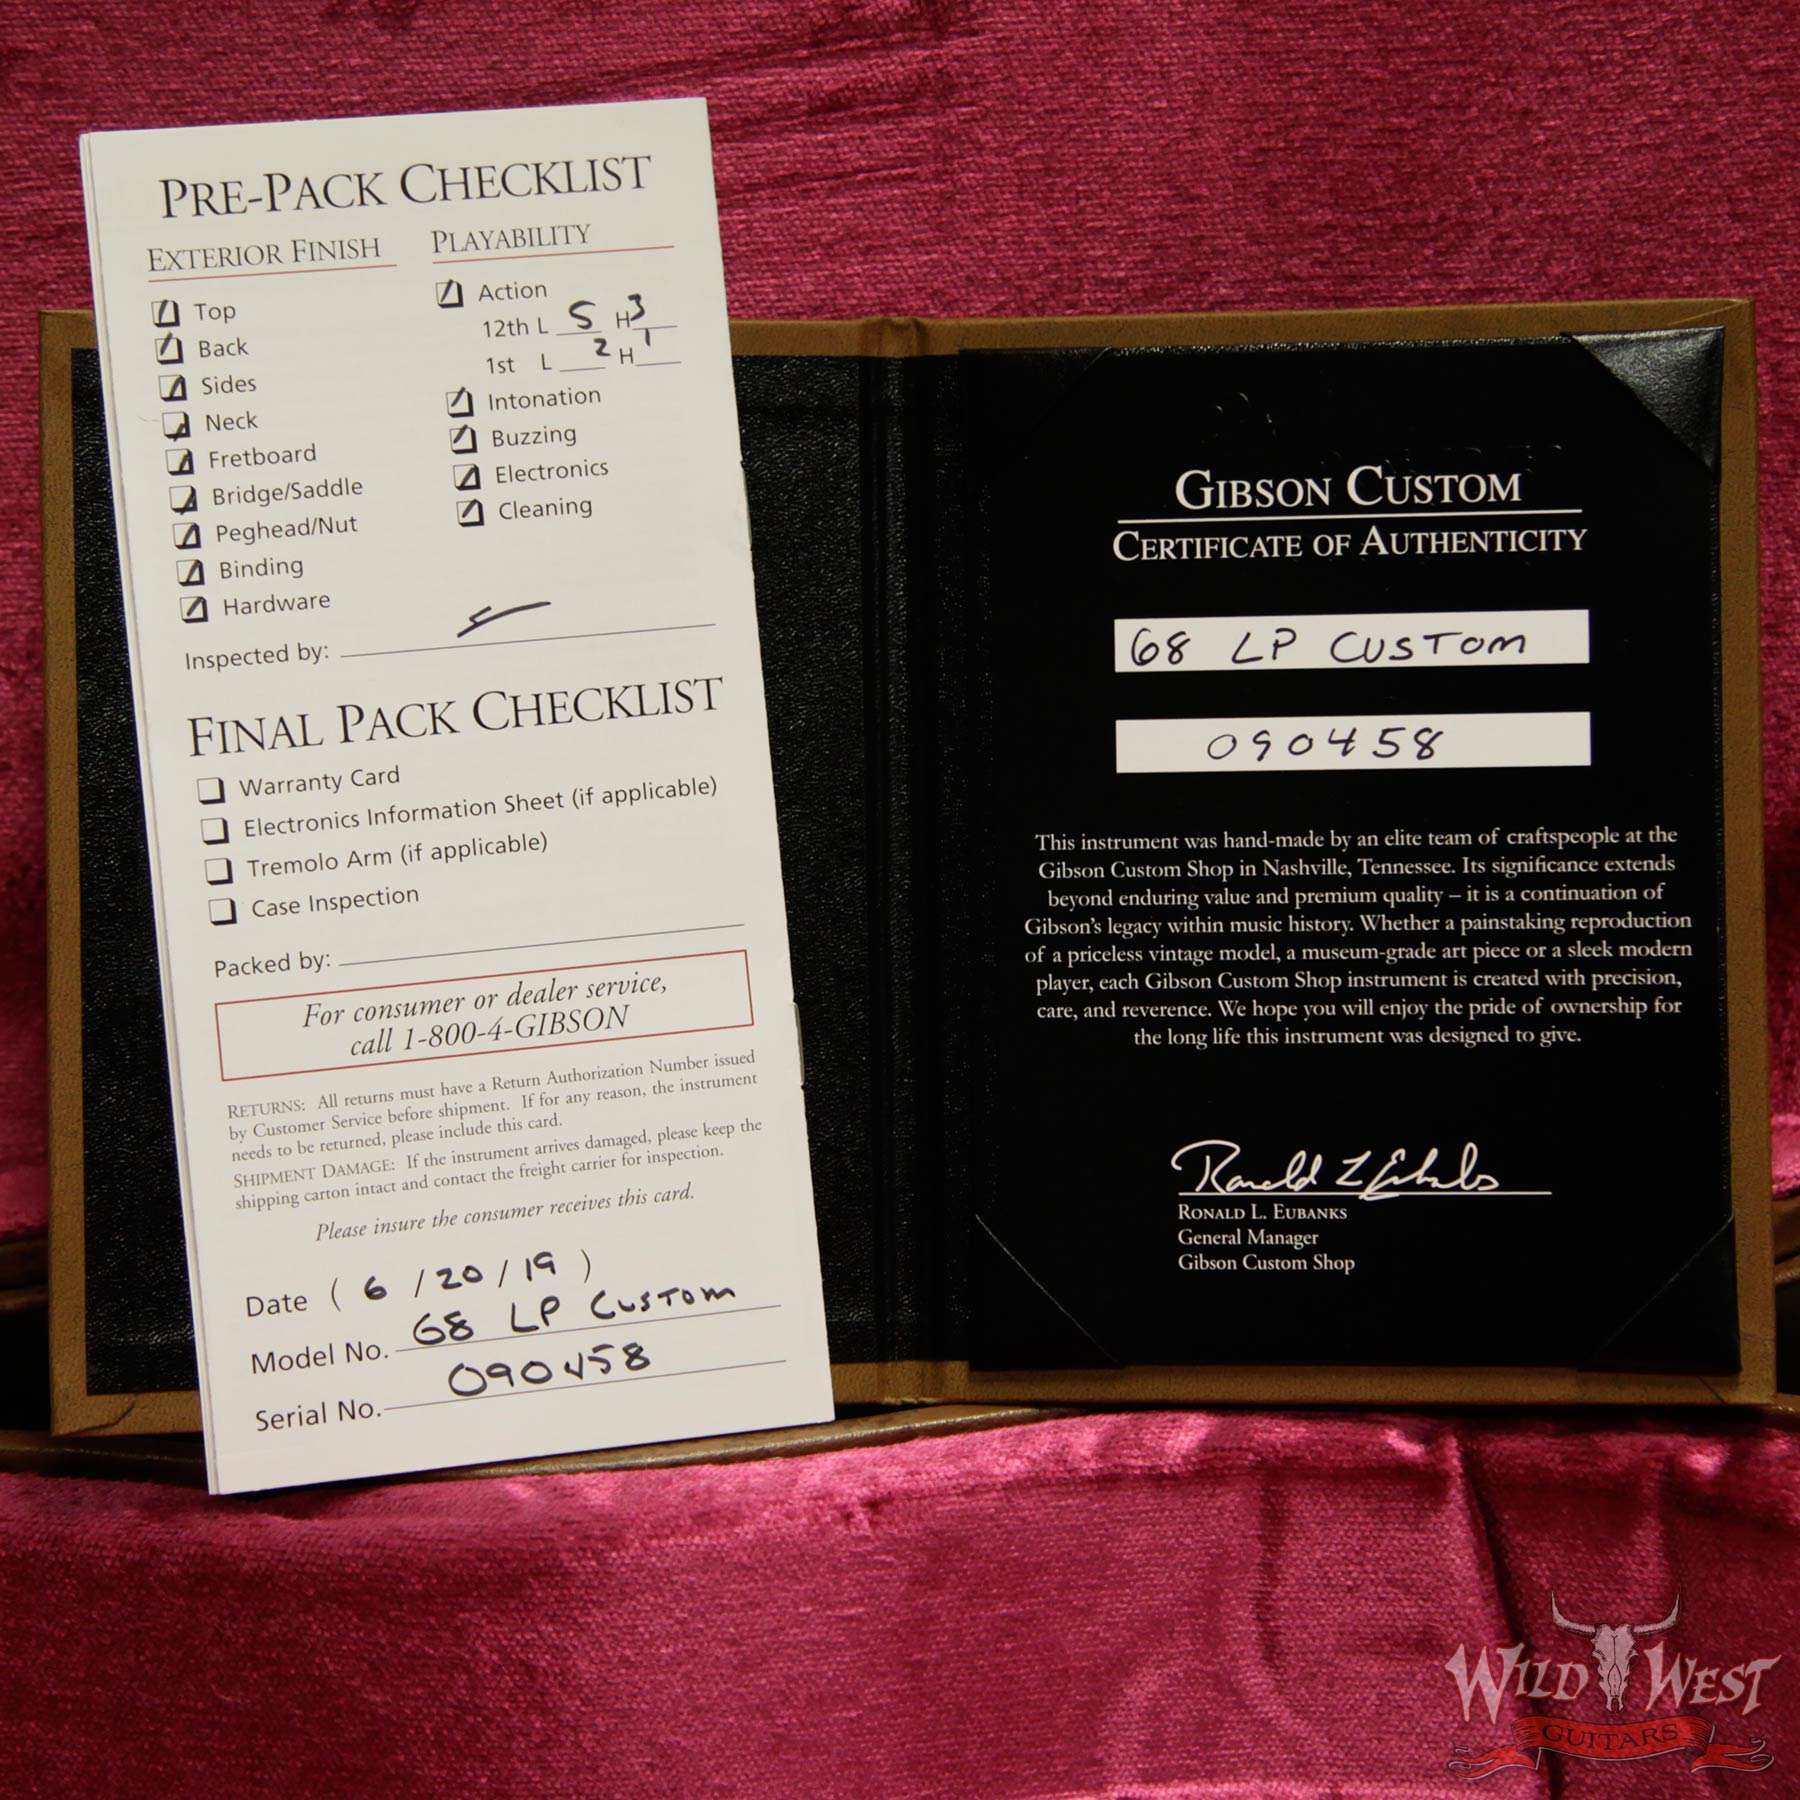 PRE-PACK CHECKLIST
EXTERIOR FINISH
Top
Back
Sides
Neck
Fretboard
Bridge/Saddle
Peghead/Nut
Binding
Hardware
PLAYABILITY
Action
12th L 5 H 3
1st L 2 H 1
Intonation
Buzzing
Electronics
Cleaning
Inspected by:
FINAL PACK CHECKLIST
Warranty Card
Electronics Information Sheet (if applicable)
Tremolo Arm (if applicable)
Case Inspection
Packed by:
For consumer or dealer service,
call 1-800-4-GIBSON
RETURNS: All returns must have a Return Authorization Number issued
by Customer Service before shipment. If for any reason, the instrument
needs to be returned, please include this card.
SHIPMENT DAMAGE: If the instrument arrives damaged, please keep the
shipping carton intact and contact the freight carrier for inspection.
Please insure the consumer receives this card.
Date ( 6 / 20 / 19 )
Model No. 68 LP CUSTOM
Serial No. 090458
GIBSON CUSTOM
CERTIFICATE OF AUTHENTICITY
68 LP CUSTOM
090458
This instrument was hand-made by an elite team of craftspeople at the
Gibson Custom Shop in Nashville, Tennessee. Its significance extends
beyond enduring value and premium quality – it is a continuation of
Gibson's legacy within music history. Whether a painstaking reproduction
of a priceless vintage model, a museum-grade art piece or a sleek modern
player, each Gibson Custom Shop instrument is created with precision,
care, and reverence. We hope you will enjoy the pride of ownership for
the long life this instrument was designed to give.
Ronald L Eubanks
RONALD L. EUBANKS
General Manager
Gibson Custom Shop
WILD WEST
GUITARS